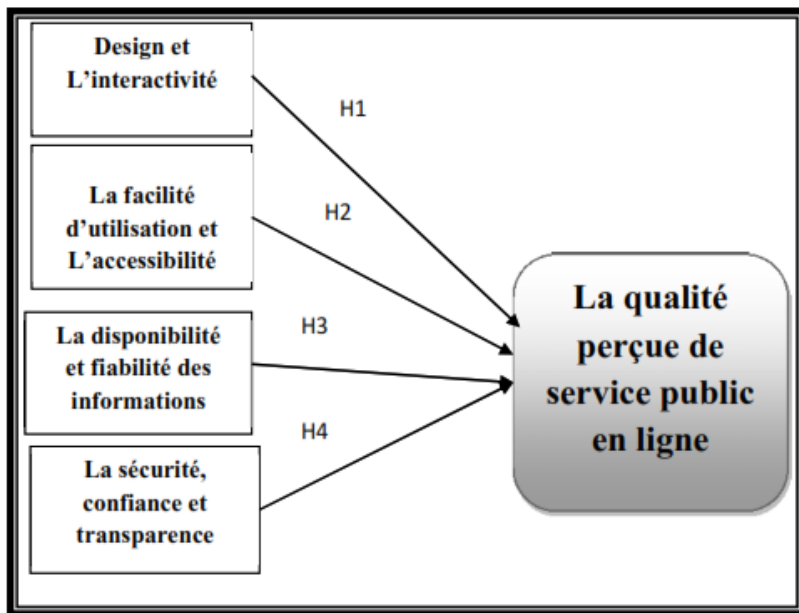 Design et
L’interactivité
H1
La facilité
d’utilisation et
L’accessibilité
H2
La disponibilité
et fiabilité des
informations
H3
La sécurité,
confiance et
transparence
H4
La qualité
perçue de
service public
en ligne